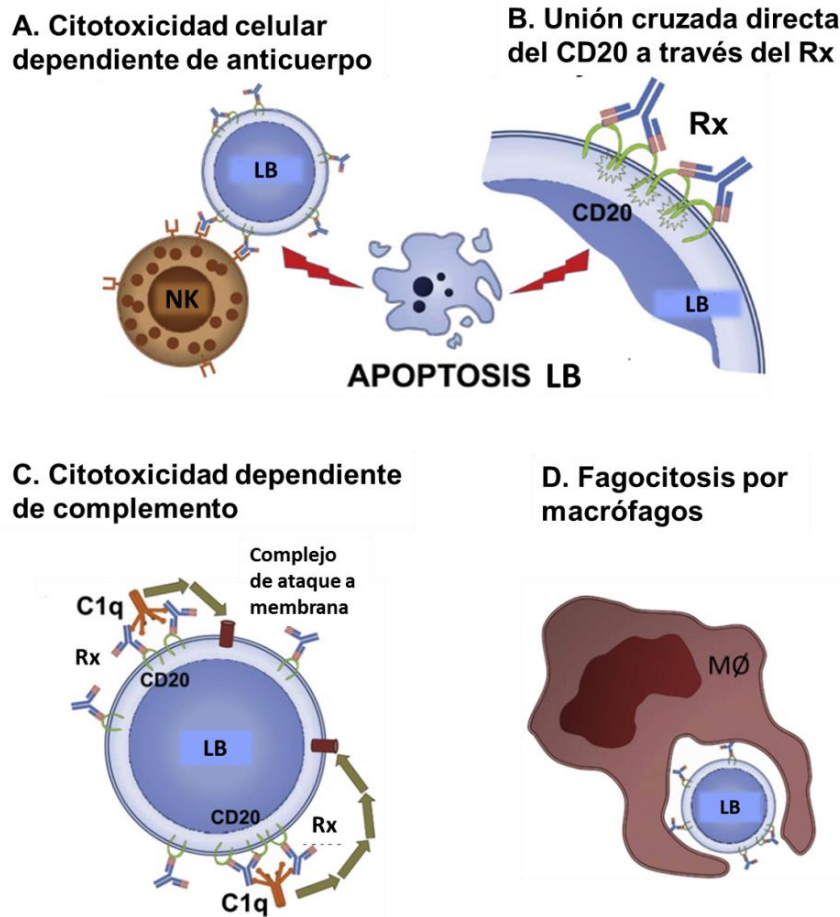 A. Citotoxicidad celular
dependiente de anticuerpo
B. Unión cruzada directa
del CD20 a través del Rx
LB
NK
Rx
CD20
LB
APOPTOSIS LB
C. Citotoxicidad dependiente
de complemento
Complejo
de ataque a
membrana
C1q
Rx
CD20
LB
CD20
Rx
C1q
D. Fagocitosis por
macrófagos
MØ
LB